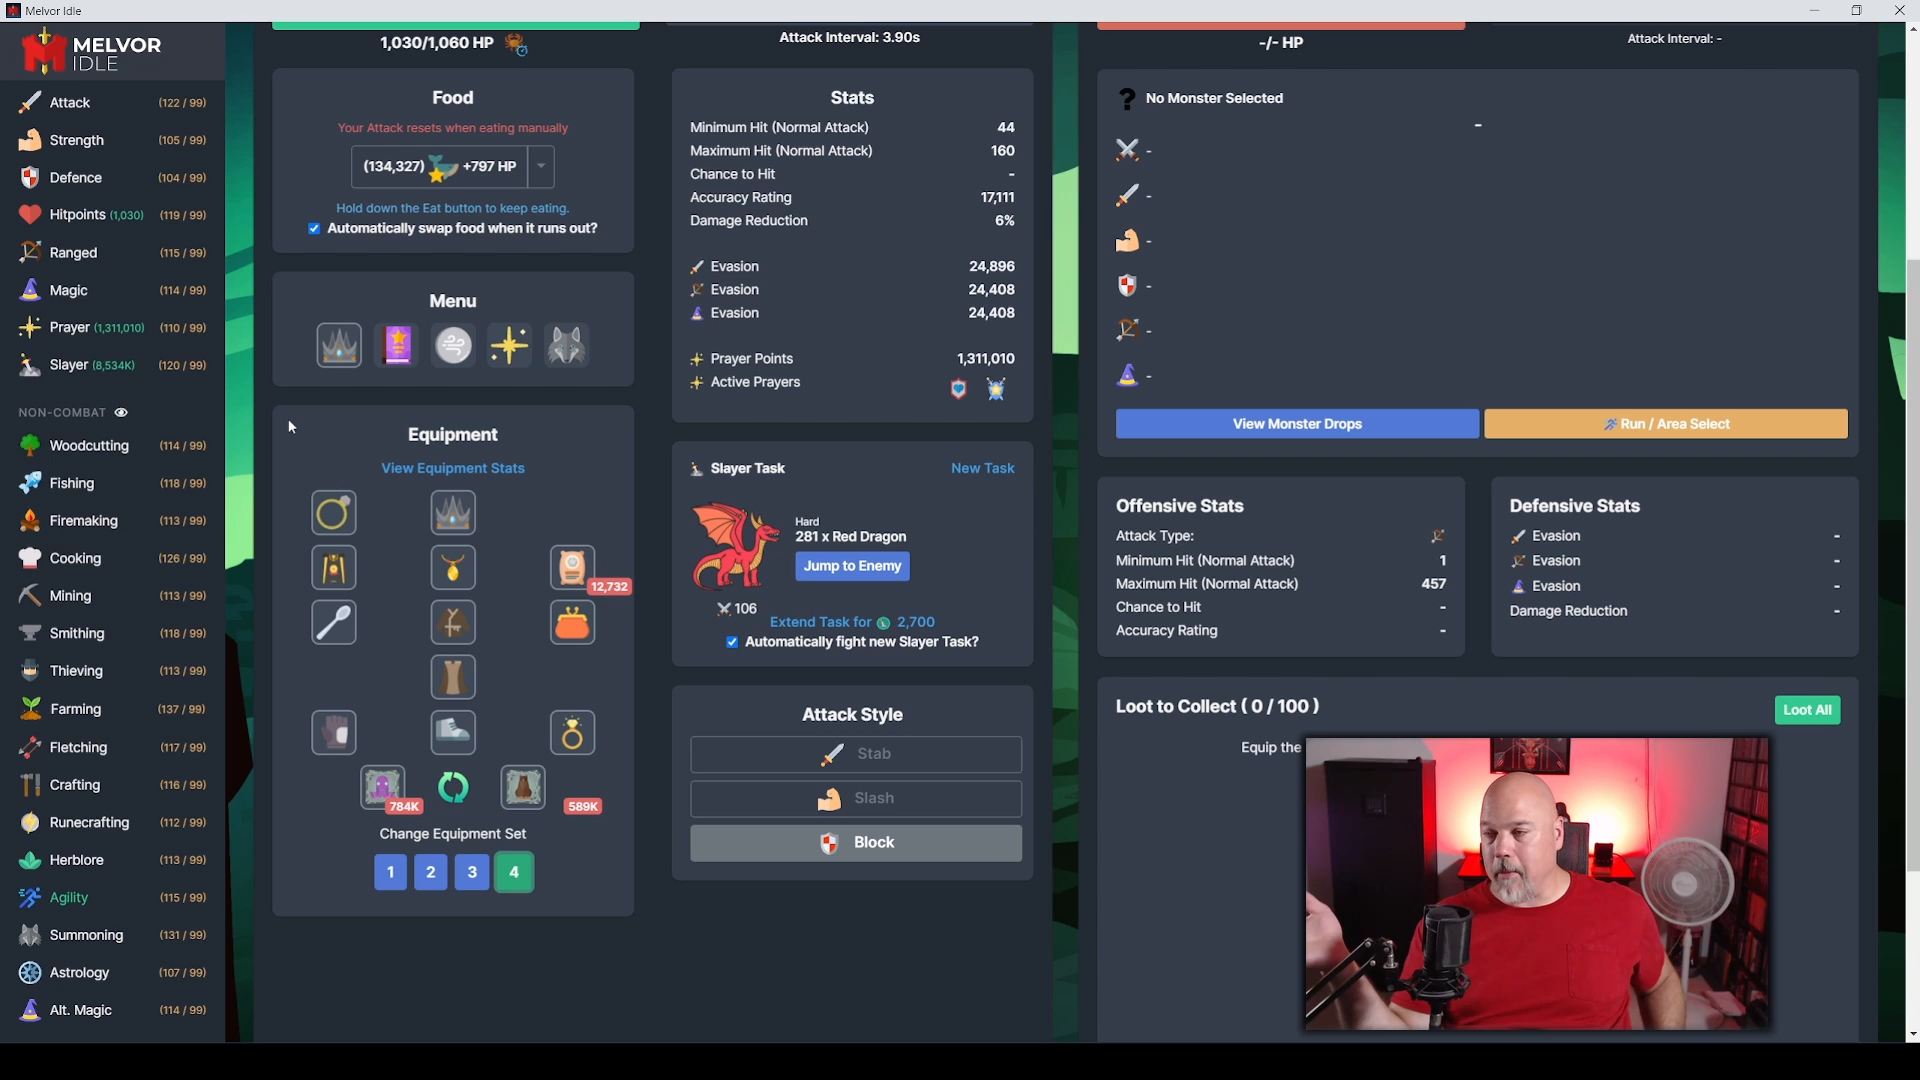 Melvor Idle
MELVOR
IDLE
Attack (122 / 99)
Strength (105 / 99)
Defence (104 / 99)
Hitpoints (1,030) (119 / 99)
Ranged (115 / 99)
Magic (114 / 99)
Prayer (1,311,010) (110 / 99)
Slayer (8,534K) (120 / 99)
NON-COMBAT
Woodcutting (114 / 99)
Fishing (118 / 99)
Firemaking (113 / 99)
Cooking (126 / 99)
Mining (113 / 99)
Smithing (118 / 99)
Thieving (113 / 99)
Farming (137 / 99)
Fletching (117 / 99)
Crafting (116 / 99)
Runecrafting (112 / 99)
Herblore (113 / 99)
Agility (115 / 99)
Summoning (131 / 99)
Astrology (107 / 99)
Alt. Magic (114 / 99)
1,030/1,060 HP
Food
Your Attack resets when eating manually
(134,327) +797 HP
Hold down the Eat button to keep eating.
Automatically swap food when it runs out?
Menu
Equipment
View Equipment Stats
12,732
784K
589K
Change Equipment Set
1 2 3 4
Attack Interval: 3.90s
Stats
Minimum Hit (Normal Attack) 44
Maximum Hit (Normal Attack) 160
Chance to Hit -
Accuracy Rating 17,111
Damage Reduction 6%
Evasion 24,896
Evasion 24,408
Evasion 24,408
Prayer Points 1,311,010
Active Prayers
Slayer Task New Task
Hard
281 x Red Dragon
Jump to Enemy
106
Extend Task for 2,700
Automatically fight new Slayer Task?
Attack Style
Stab
Slash
Block
-/- HP
Attack Interval: -
No Monster Selected
-
-
-
-
-
-
-
View Monster Drops
Run / Area Select
Offensive Stats
Attack Type:
Minimum Hit (Normal Attack) 1
Maximum Hit (Normal Attack) 457
Chance to Hit -
Accuracy Rating -
Defensive Stats
Evasion -
Evasion -
Evasion -
Damage Reduction -
Loot to Collect ( 0 / 100 )
Loot All
Equip the